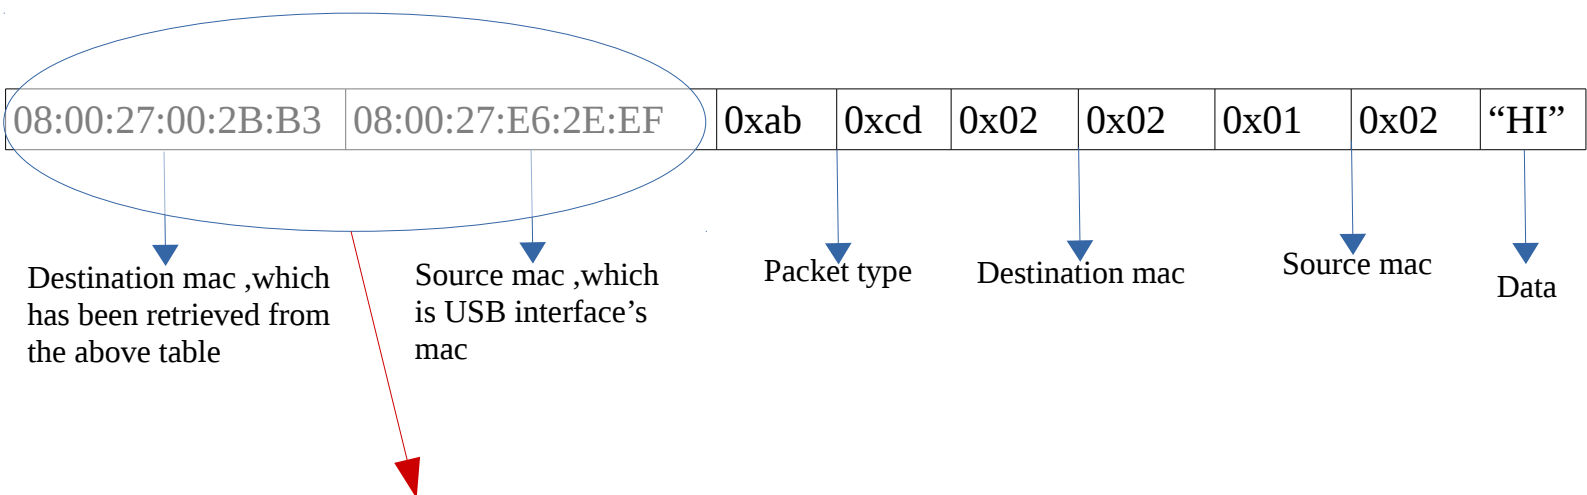 08:00:27:00:2B:B3 08:00:27:E6:2E:EF 0xab 0xcd 0x02 0x02 0x01 0x02 “HI”
Destination mac ,which
has been retrieved from
the above table
Source mac ,which
is USB interface’s
mac
Packet type
Destination mac
Source mac
Data